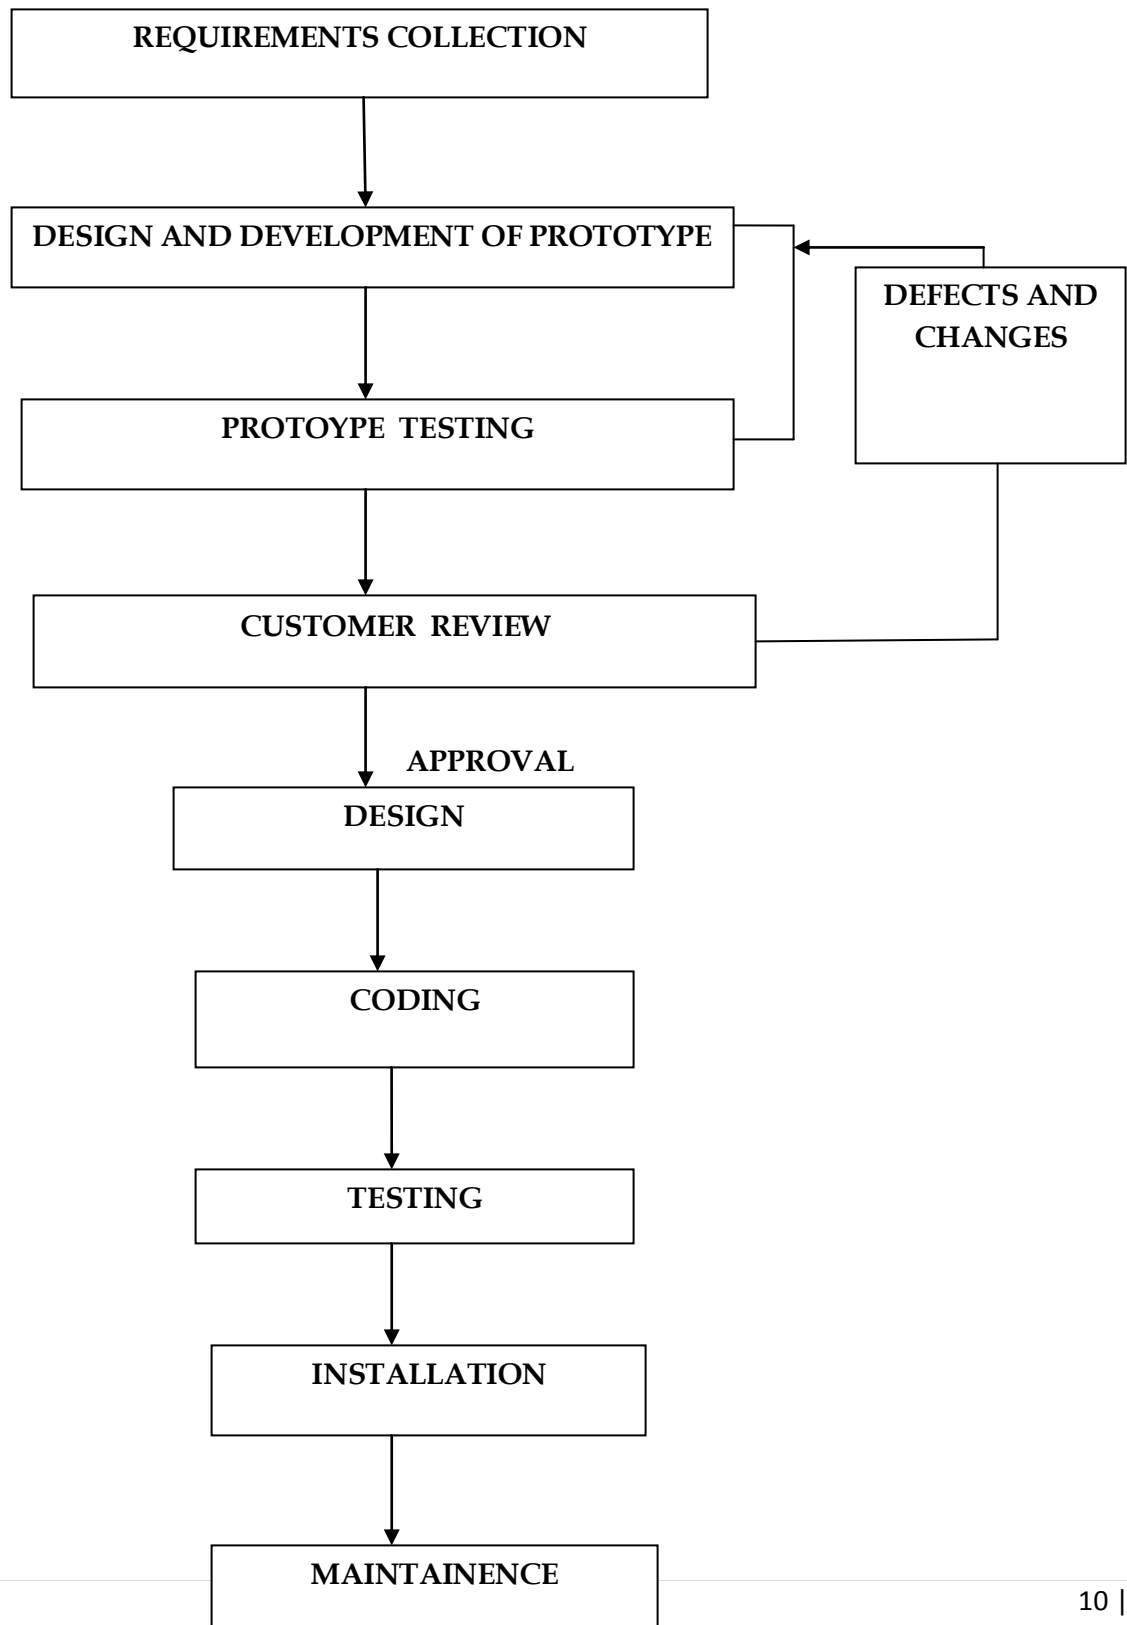 REQUIREMENTS COLLECTION
DESIGN AND DEVELOPMENT OF PROTOTYPE
DEFECTS AND
CHANGES
PROTOYPE TESTING
CUSTOMER REVIEW
APPROVAL
DESIGN
CODING
TESTING
INSTALLATION
MAINTAINENCE
10 |